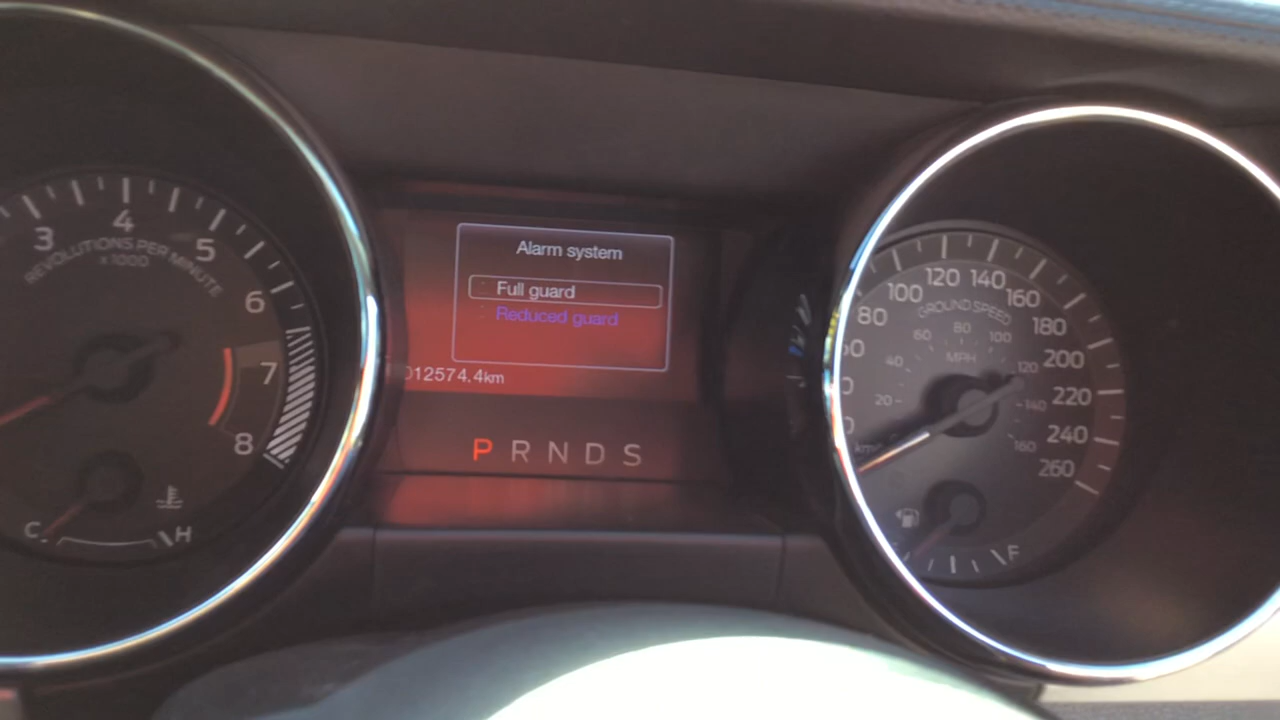 3 4 5 6 7 8
REVOLUTIONS PER MINUTE
x1000
C H
Alarm system
Full guard
Reduced guard
012574.4km
P R N D S
80 100 120 140 160 180 200 220 240 260
GROUND SPEED
20 40 60 80 100 120 140 160
MPH
F